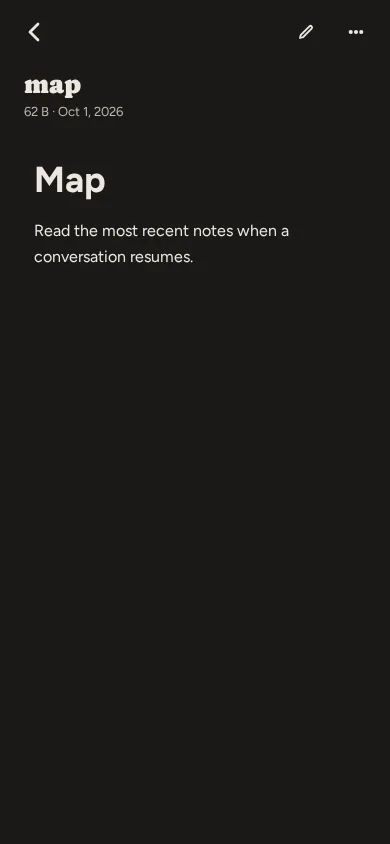 map
62 B · Oct 1, 2026
Map
Read the most recent notes when a
conversation resumes.